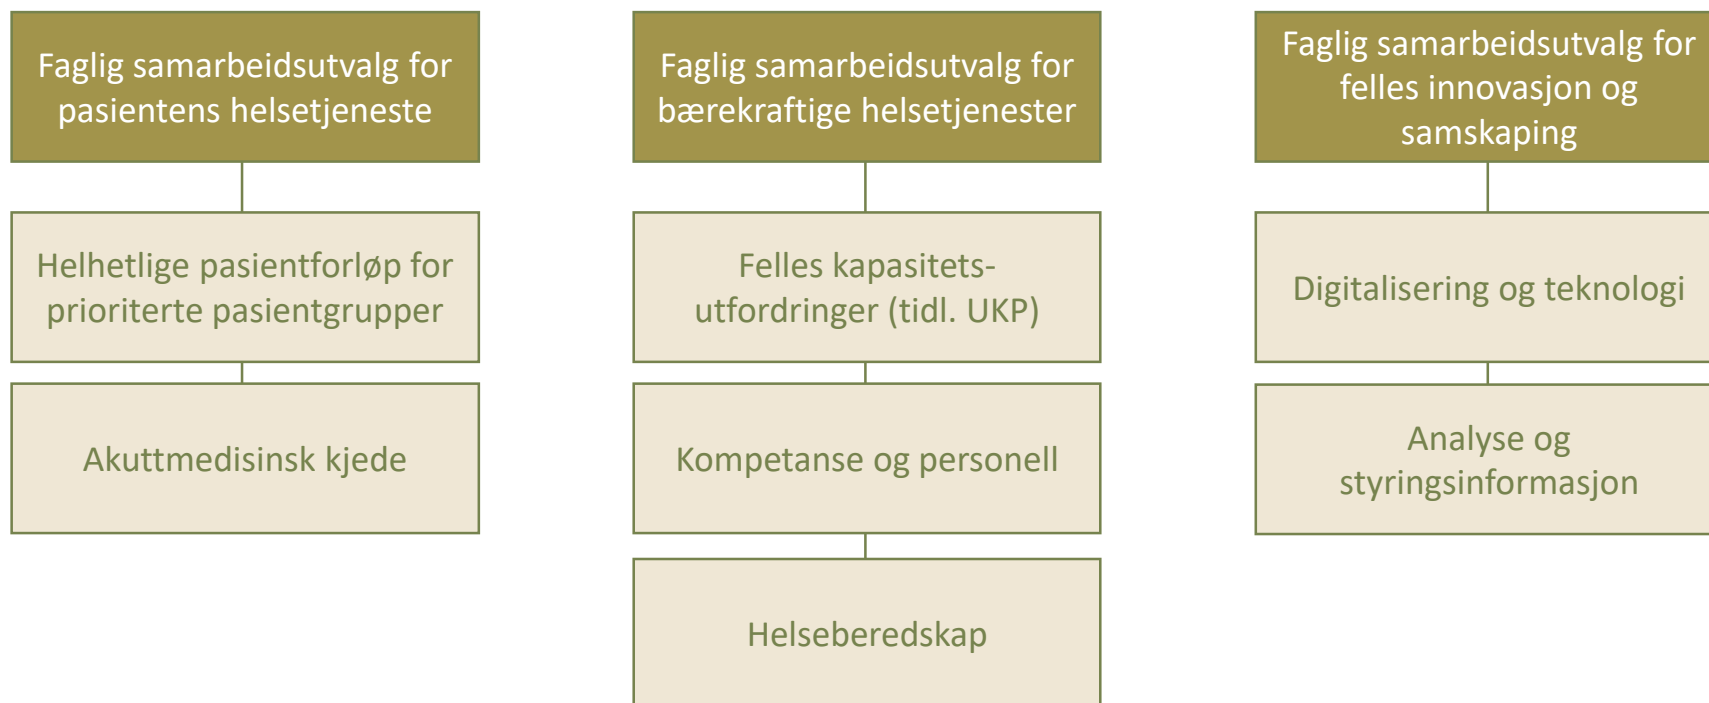 Faglig samarbeidsutvalg for
pasientens helsetjeneste
Helhetlige pasientforløp for
prioriterte pasientgrupper
Akuttmedisinsk kjede
Faglig samarbeidsutvalg for
bærekraftige helsetjenester
Felles kapasitets-
utfordringer (tidl. UKP)
Kompetanse og personell
Helseberedskap
Faglig samarbeidsutvalg for
felles innovasjon og
samskaping
Digitalisering og teknologi
Analyse og
styringsinformasjon